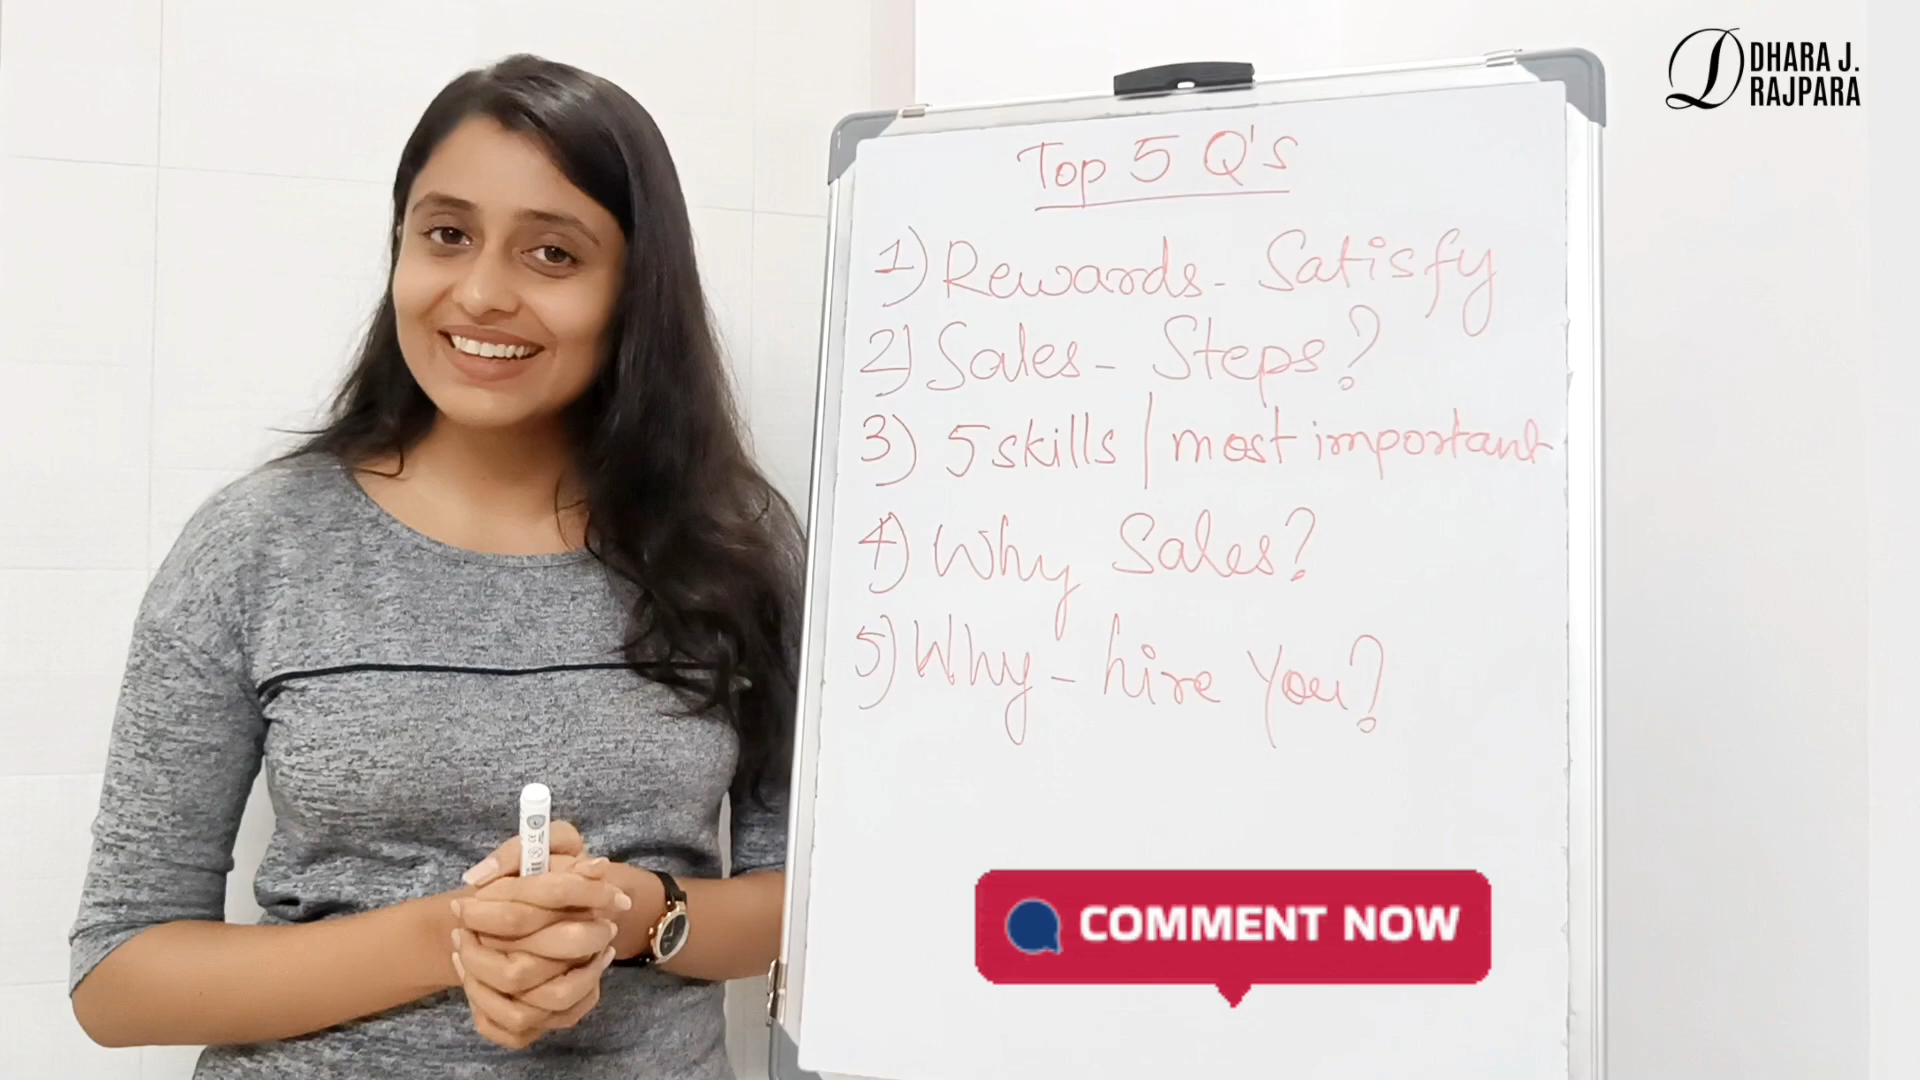 D DHARA J.
RAJPARA
Top 5 Q's
1) Rewards - Satisfy
2) Sales - Steps?
3) 5 skills / most important
4) Why Sales?
5) Why - hire You?
COMMENT NOW